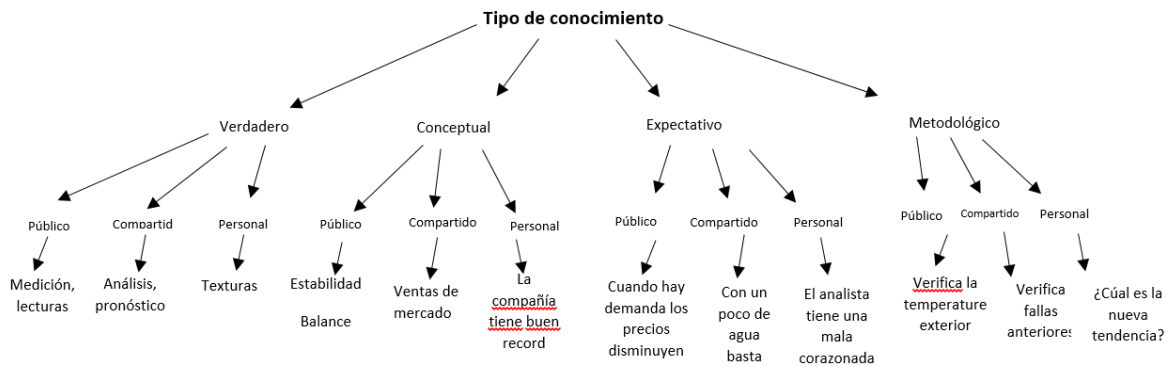 Tipo de conocimiento
Verdadero
Conceptual
Expectativo
Metodológico
Público
Compartid
Personal
Público
Compartido
Personal
Público
Compartido
Personal
Público
Compartido
Personal
Medición,
lecturas
Análisis,
pronóstico
Texturas
Estabilidad
Balance
Ventas de
mercado
La
compañía
tiene buen
record
Cuando hay
demanda los
precios
disminuyen
Con un
poco de
agua
basta
El analista
tiene una
mala
corazonada
Verifica la
temperature
exterior
Verifica
fallas
anteriores
¿Cúal es la
nueva
tendencia?